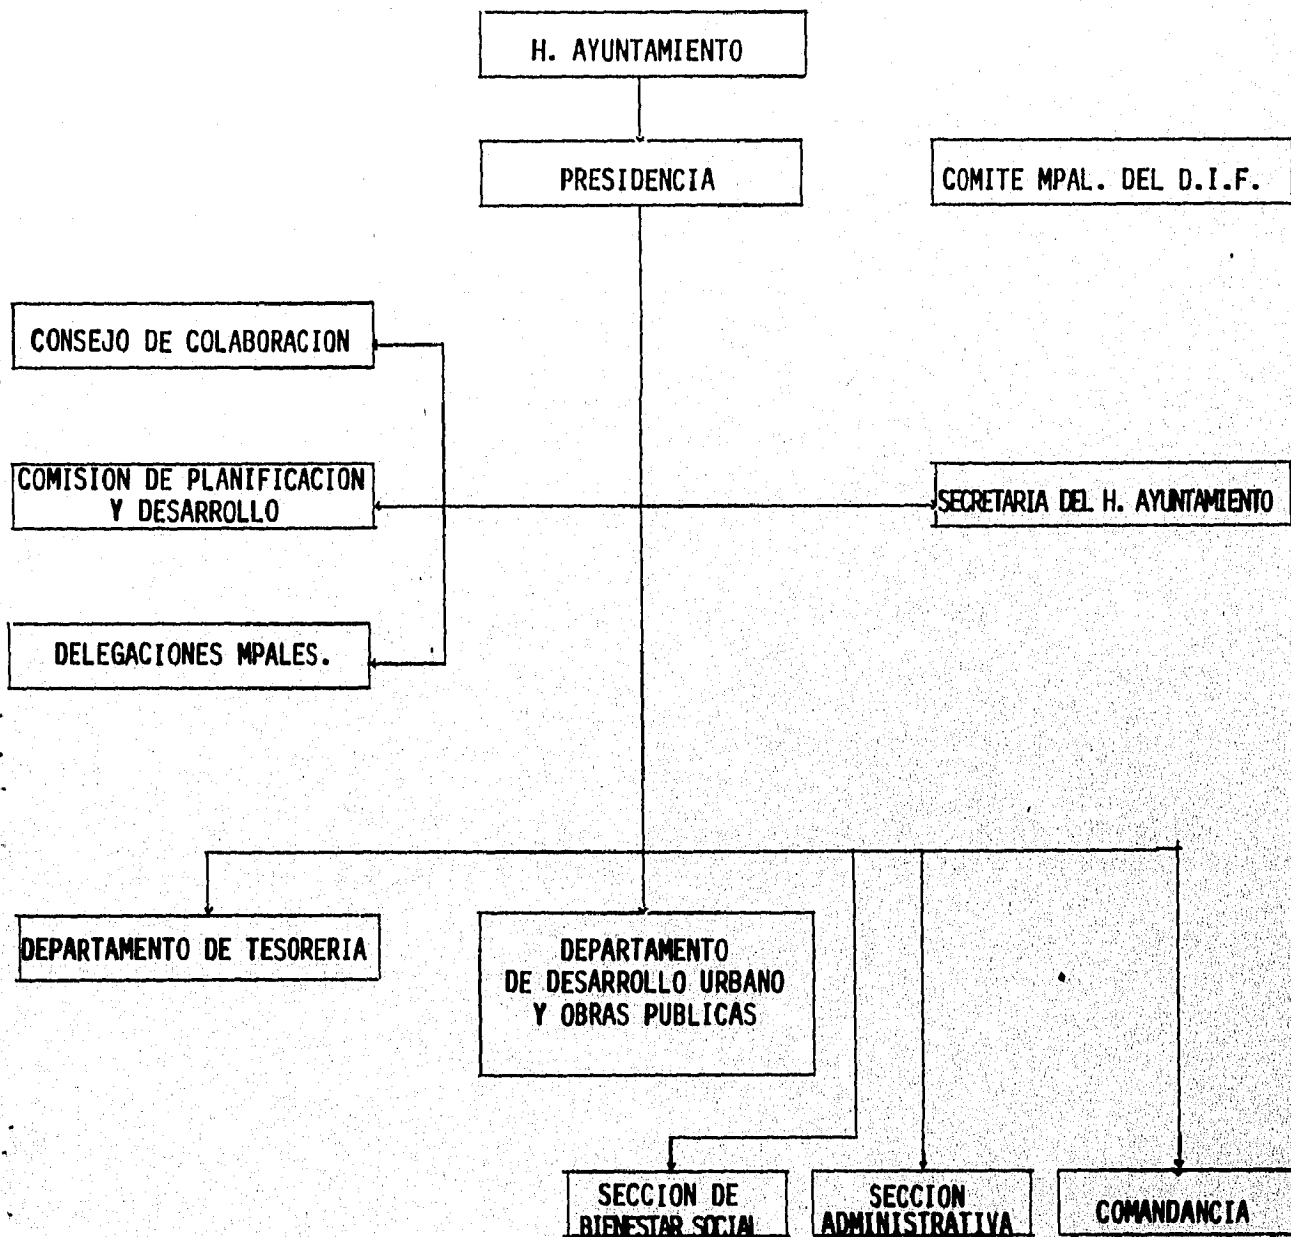 H. AYUNTAMIENTO
PRESIDENCIA
COMITE MPAL. DEL D.I.F.
CONSEJO DE COLABORACION
COMISION DE PLANIFICACION
Y DESARROLLO
SECRETARIA DEL H. AYUNTAMIENTO
DELEGACIONES MPALES.
DEPARTAMENTO DE TESORERIA
DEPARTAMENTO
DE DESARROLLO URBANO
Y OBRAS PUBLICAS
SECCION DE
BIENESTAR SOCIAL
SECCION
ADMINISTRATIVA
COMANDANCIA